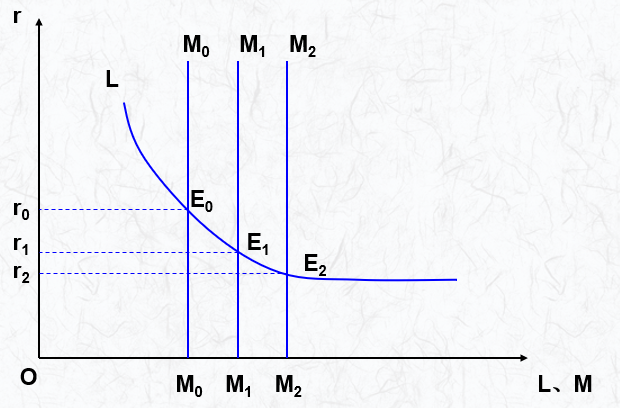 r
M₀ M₁ M₂
L
r₀
E₀
r₁
E₁
r₂
E₂
O
M₀ M₁ M₂
L、M